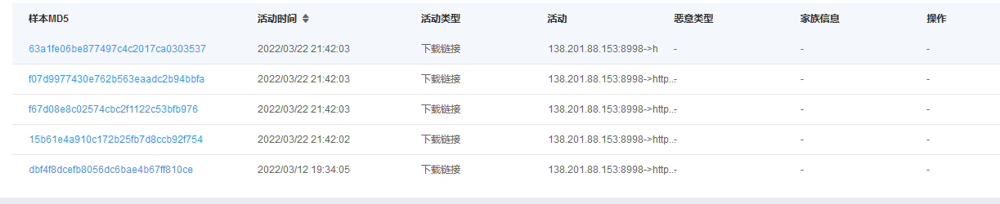 样本MD5 活动时间 活动类型 活动 恶意类型 家族信息 操作
63a1fe06be877497c4c2017ca0303537 2022/03/22 21:42:03 下载链接 138.201.88.153:8998->h - - -
f07d9977430e762b563eaadc2b94bbfa 2022/03/22 21:42:03 下载链接 138.201.88.153:8998->http... - - -
f67d08e8c02574cbc2f1122c53bfb976 2022/03/22 21:42:03 下载链接 138.201.88.153:8998->http... - - -
15b61e4a910c172b25fb7d8ccb92f754 2022/03/22 21:42:02 下载链接 138.201.88.153:8998->http... - - -
dbf4f8dcefb8056dc6bae4b67ff810ce 2022/03/12 19:34:05 下载链接 138.201.88.153:8998->http... - - -